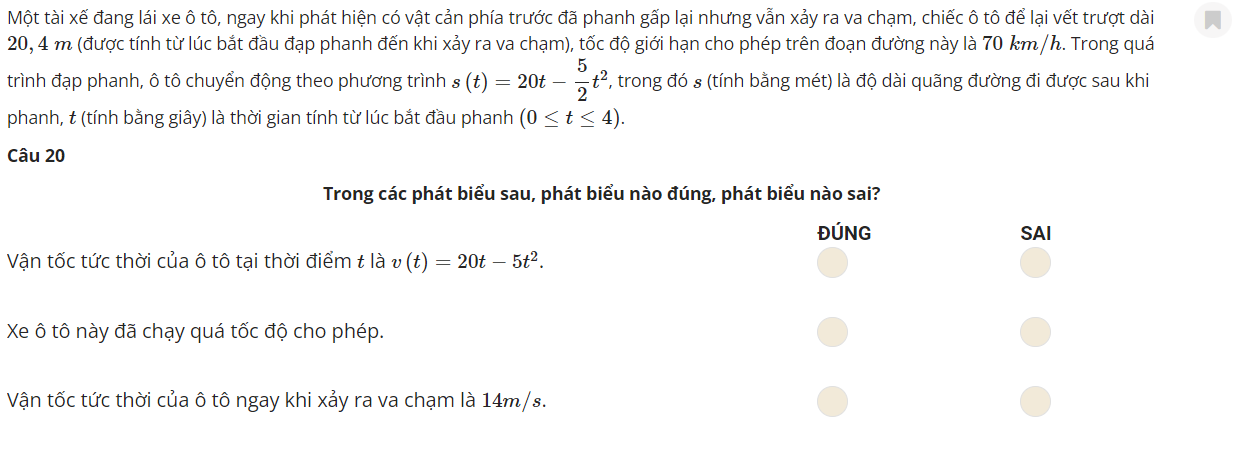 Một tài xế đang lái xe ô tô, ngay khi phát hiện có vật cản phía trước đã phanh gấp lại nhưng vẫn xảy ra va chạm, chiếc ô tô để lại vết trượt dài
20, 4 m (được tính từ lúc bắt đầu đạp phanh đến khi xảy ra va chạm), tốc độ giới hạn cho phép trên đoạn đường này là 70 km/h. Trong quá
trình đạp phanh, ô tô chuyển động theo phương trình s (t) = 20t − 5/2 t², trong đó s (tính bằng mét) là độ dài quãng đường đi được sau khi
phanh, t (tính bằng giây) là thời gian tính từ lúc bắt đầu phanh (0 ≤ t ≤ 4).
Câu 20
Trong các phát biểu sau, phát biểu nào đúng, phát biểu nào sai?
ĐÚNG SAI
Vận tốc tức thời của ô tô tại thời điểm t là v (t) = 20t − 5t².
Xe ô tô này đã chạy quá tốc độ cho phép.
Vận tốc tức thời của ô tô ngay khi xảy ra va chạm là 14m/s.